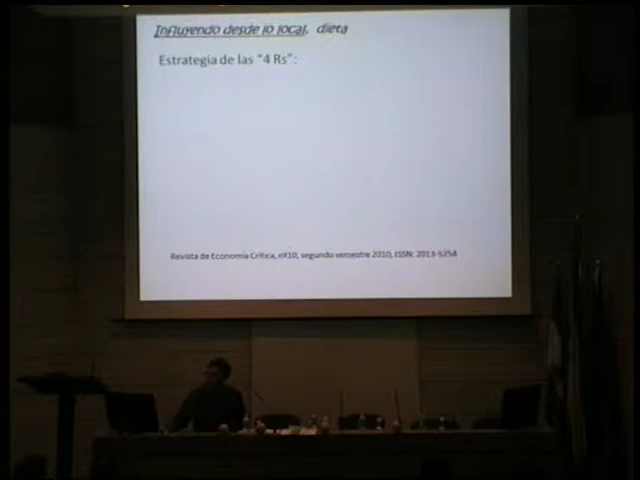 Influyendo desde lo local, dieta
Estrategia de las "4 Rs":
Revista de Economía Crítica, nº10, segundo semestre 2010, ISSN: 2013-5254